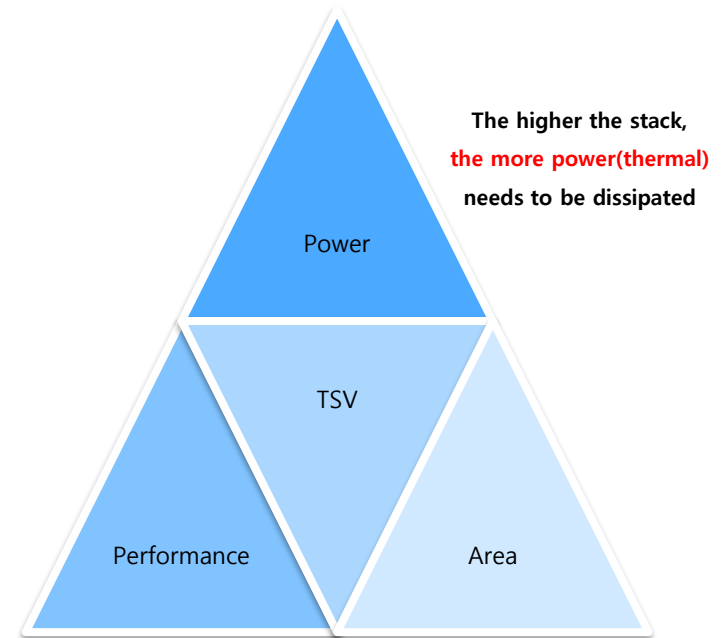 The higher the stack,
the more power(thermal)
needs to be dissipated
Power
TSV
Performance
Area